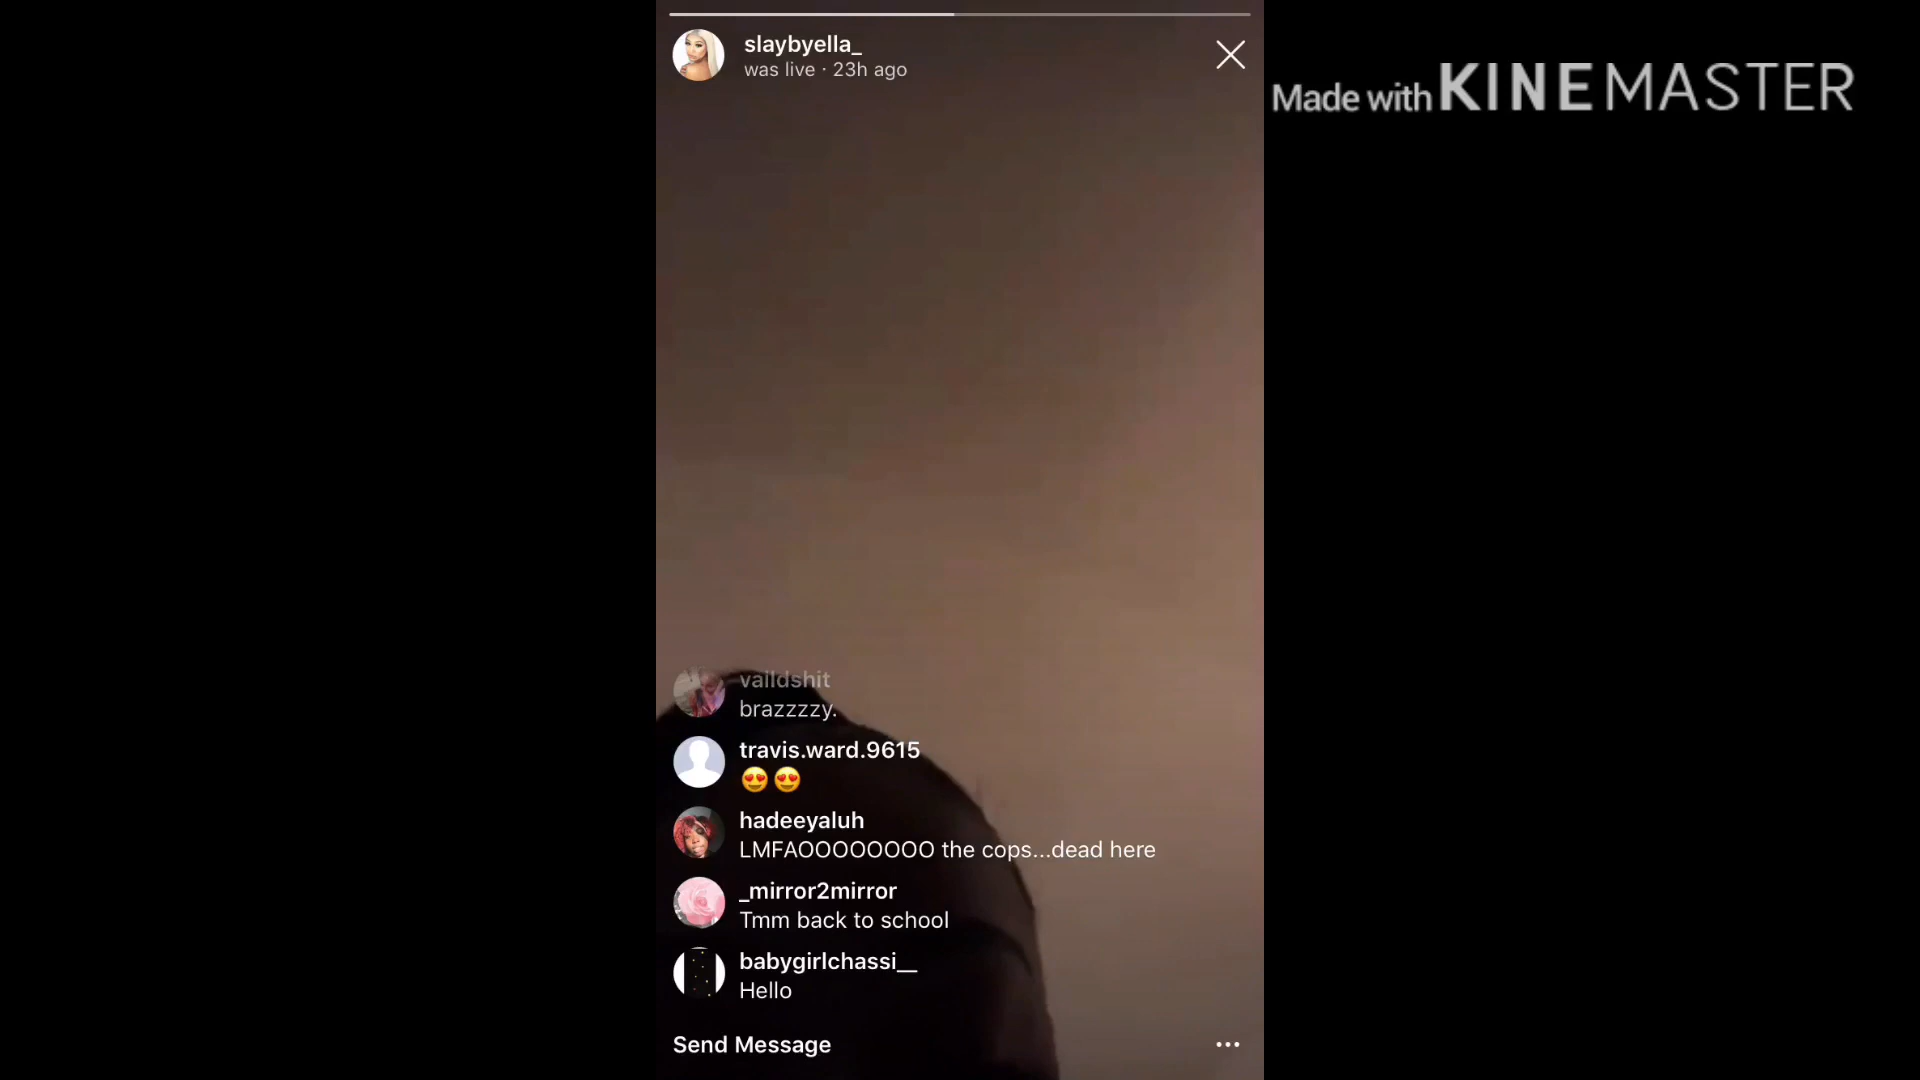 slaybyella_
was live · 23h ago
Made with KINEMASTER
vaildshit
brazzzzy.
travis.ward.9615
😍😍
hadeeyaluh
LMFAOOOOOOOO the cops...dead here
_mirror2mirror
Tmm back to school
babygirlchassi__
Hello
Send Message